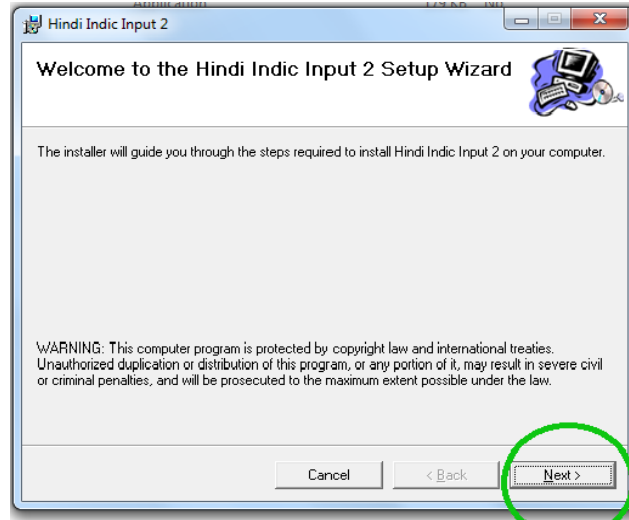 Application 179 KB No
Hindi Indic Input 2
Welcome to the Hindi Indic Input 2 Setup Wizard
The installer will guide you through the steps required to install Hindi Indic Input 2 on your computer.
WARNING: This computer program is protected by copyright law and international treaties.
Unauthorized duplication or distribution of this program, or any portion of it, may result in severe civil
or criminal penalties, and will be prosecuted to the maximum extent possible under the law.
Cancel < Back Next >